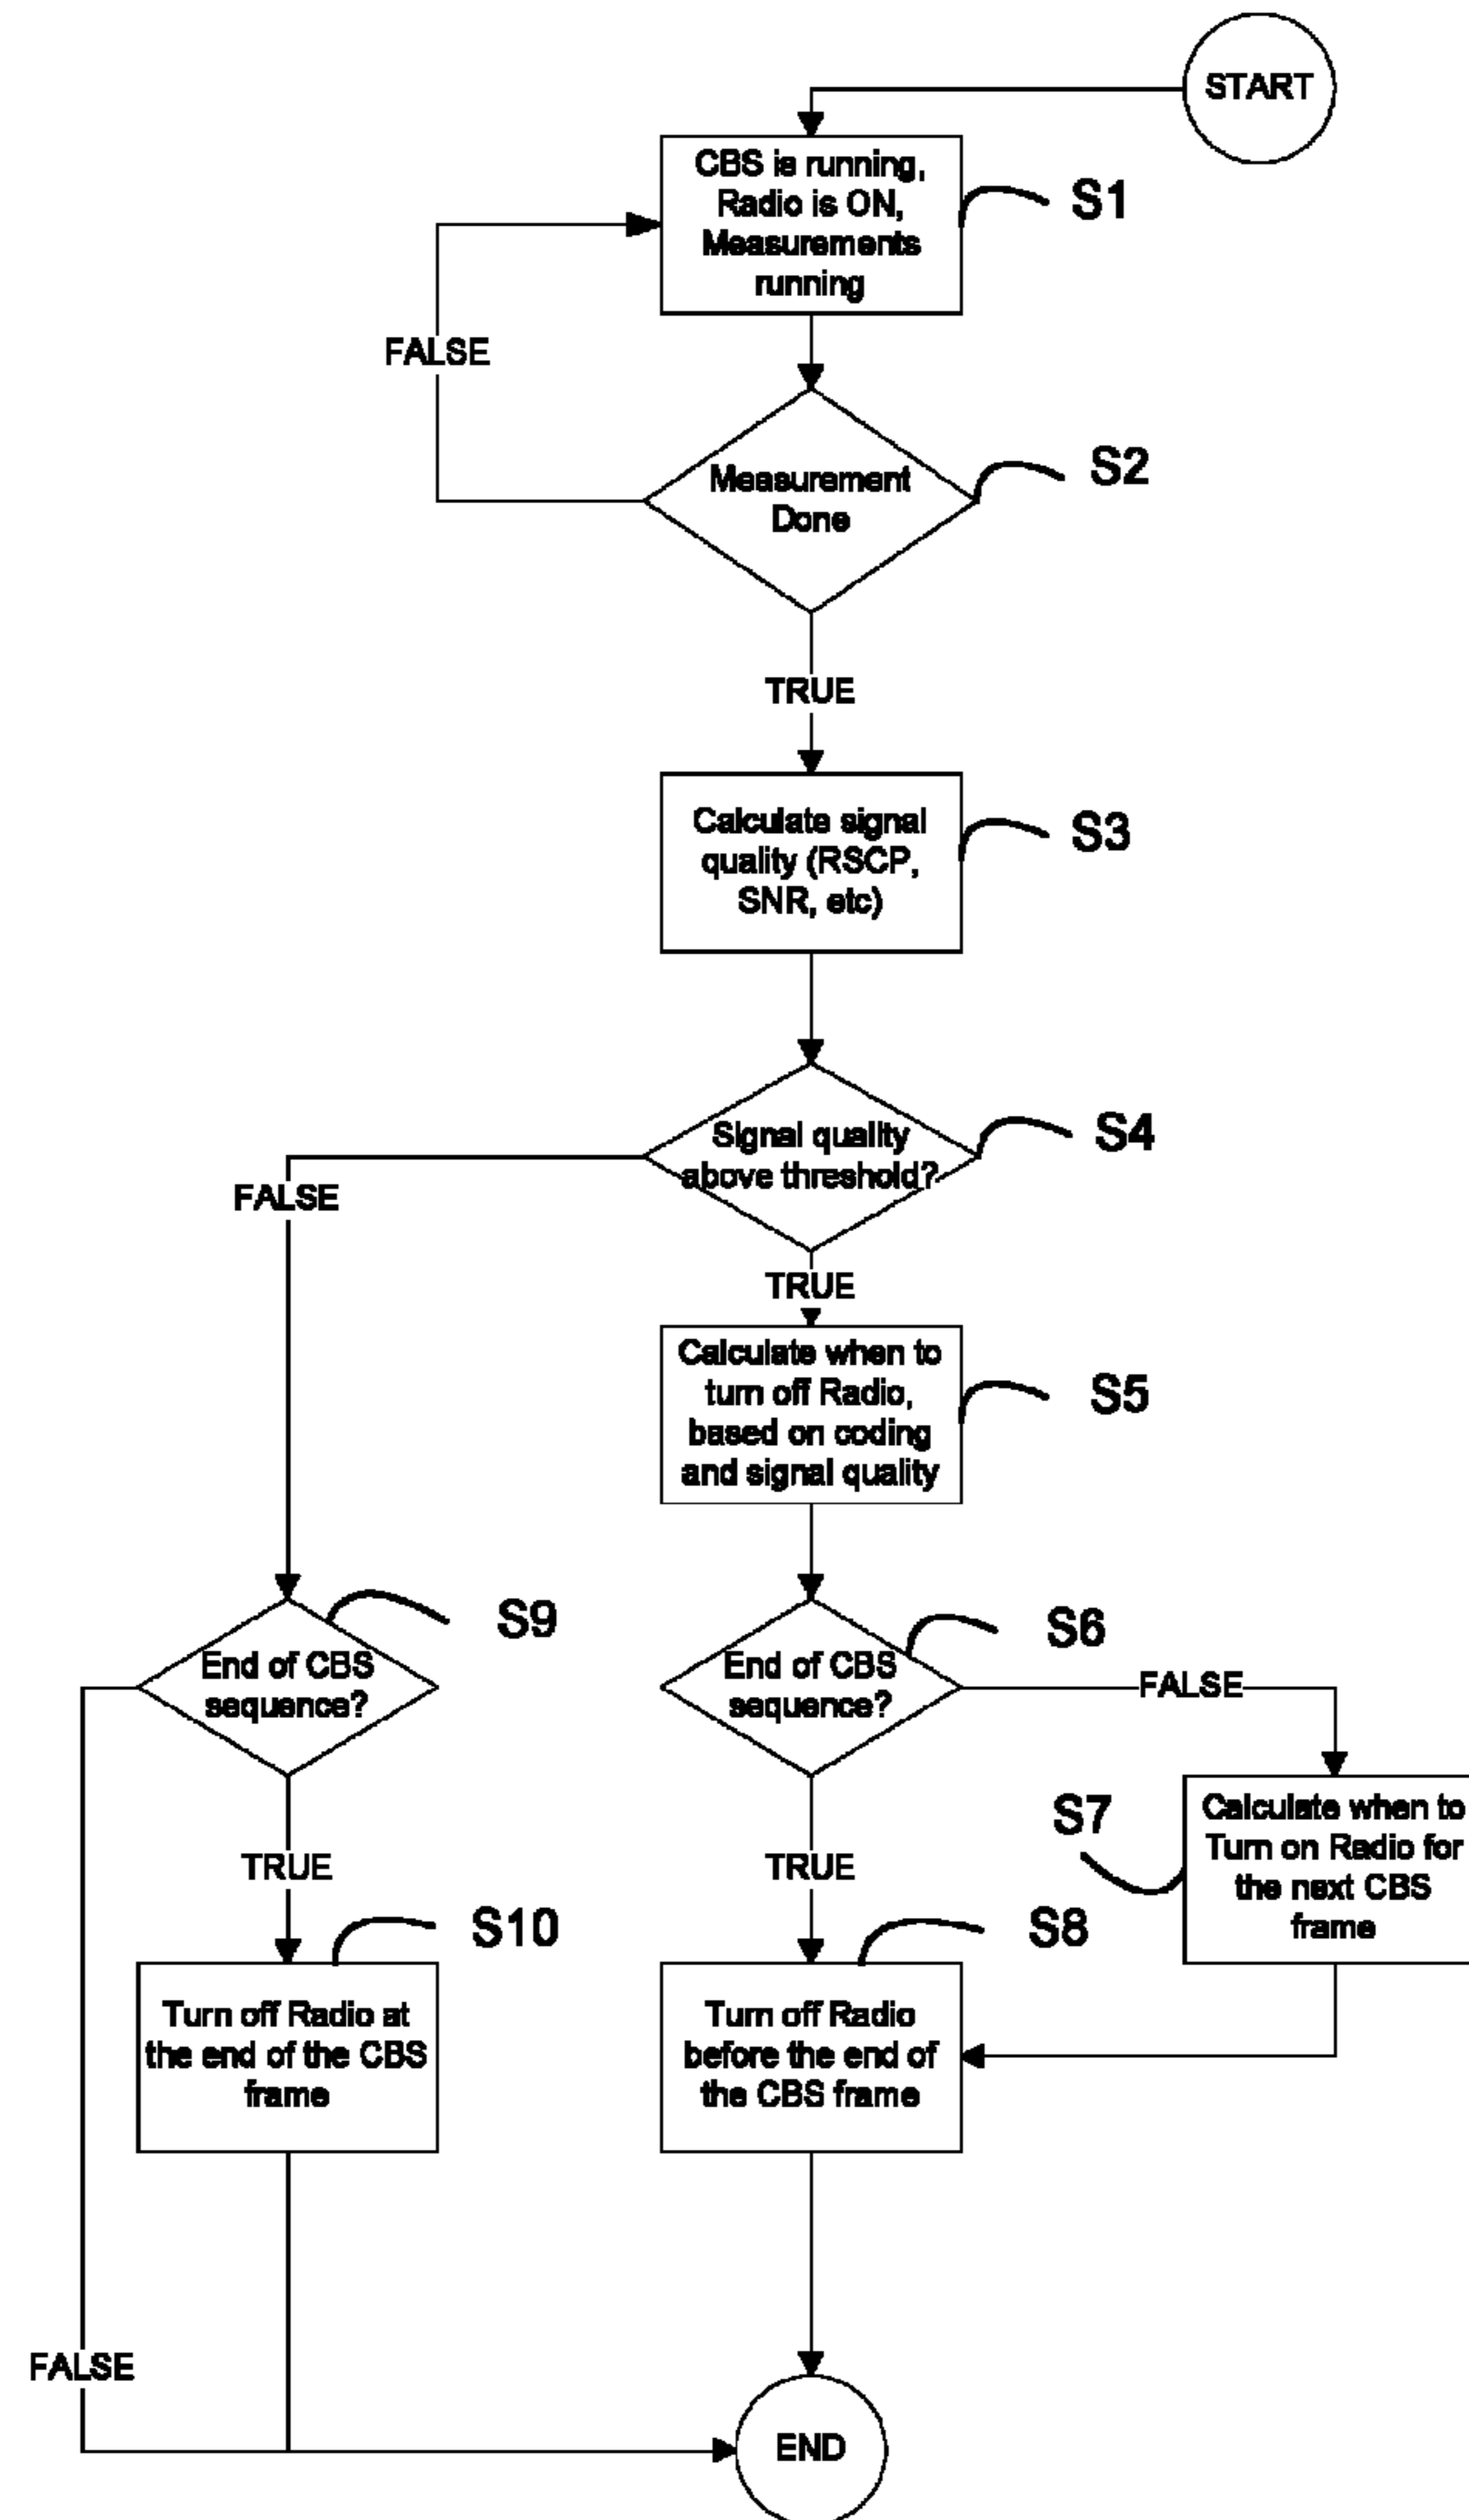 START
CBS is running,
Radio is ON,
Measurements
running
S1
FALSE
Measurement
Done
S2
TRUE
Calculate signal
quality (RSCP,
SNR, etc)
S3
Signal quality
above threshold?
S4
FALSE
TRUE
Calculate when to
turn off Radio,
based on coding
and signal quality
S5
End of CBS
sequence?
S9
End of CBS
sequence?
S6
FALSE
S7
Calculate when to
Turn on Radio for
the next CBS
frame
TRUE
TRUE
S10
S8
Turn off Radio at
the end of the CBS
frame
Turn off Radio
before the end of
the CBS frame
FALSE
END